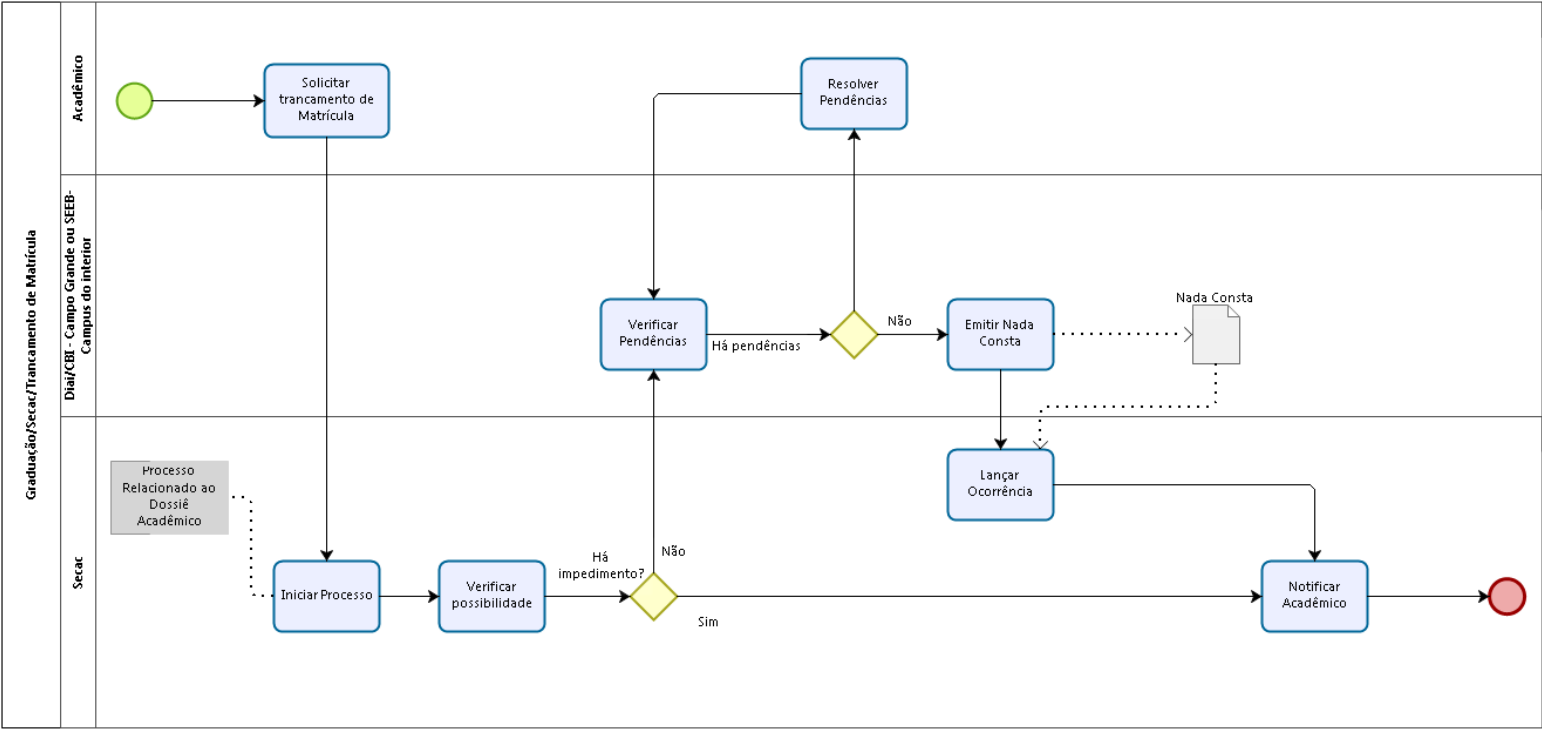 Graduação/Secac/Trancamento de Matrícula
Acadêmico
Solicitar
trancamento de
Matrícula
Resolver
Pendências
Diai/CBI - Campo Grande ou SEEB-
Campus do interior
Verificar
Pendências
Há pendências
Não
Emitir Nada
Consta
Nada Consta
Secac
Processo
Relacionado ao
Dossiê
Acadêmico
Iniciar Processo
Verificar
possibilidade
Há
impedimento?
Não
Sim
Lançar
Ocorrência
Notificar
Acadêmico